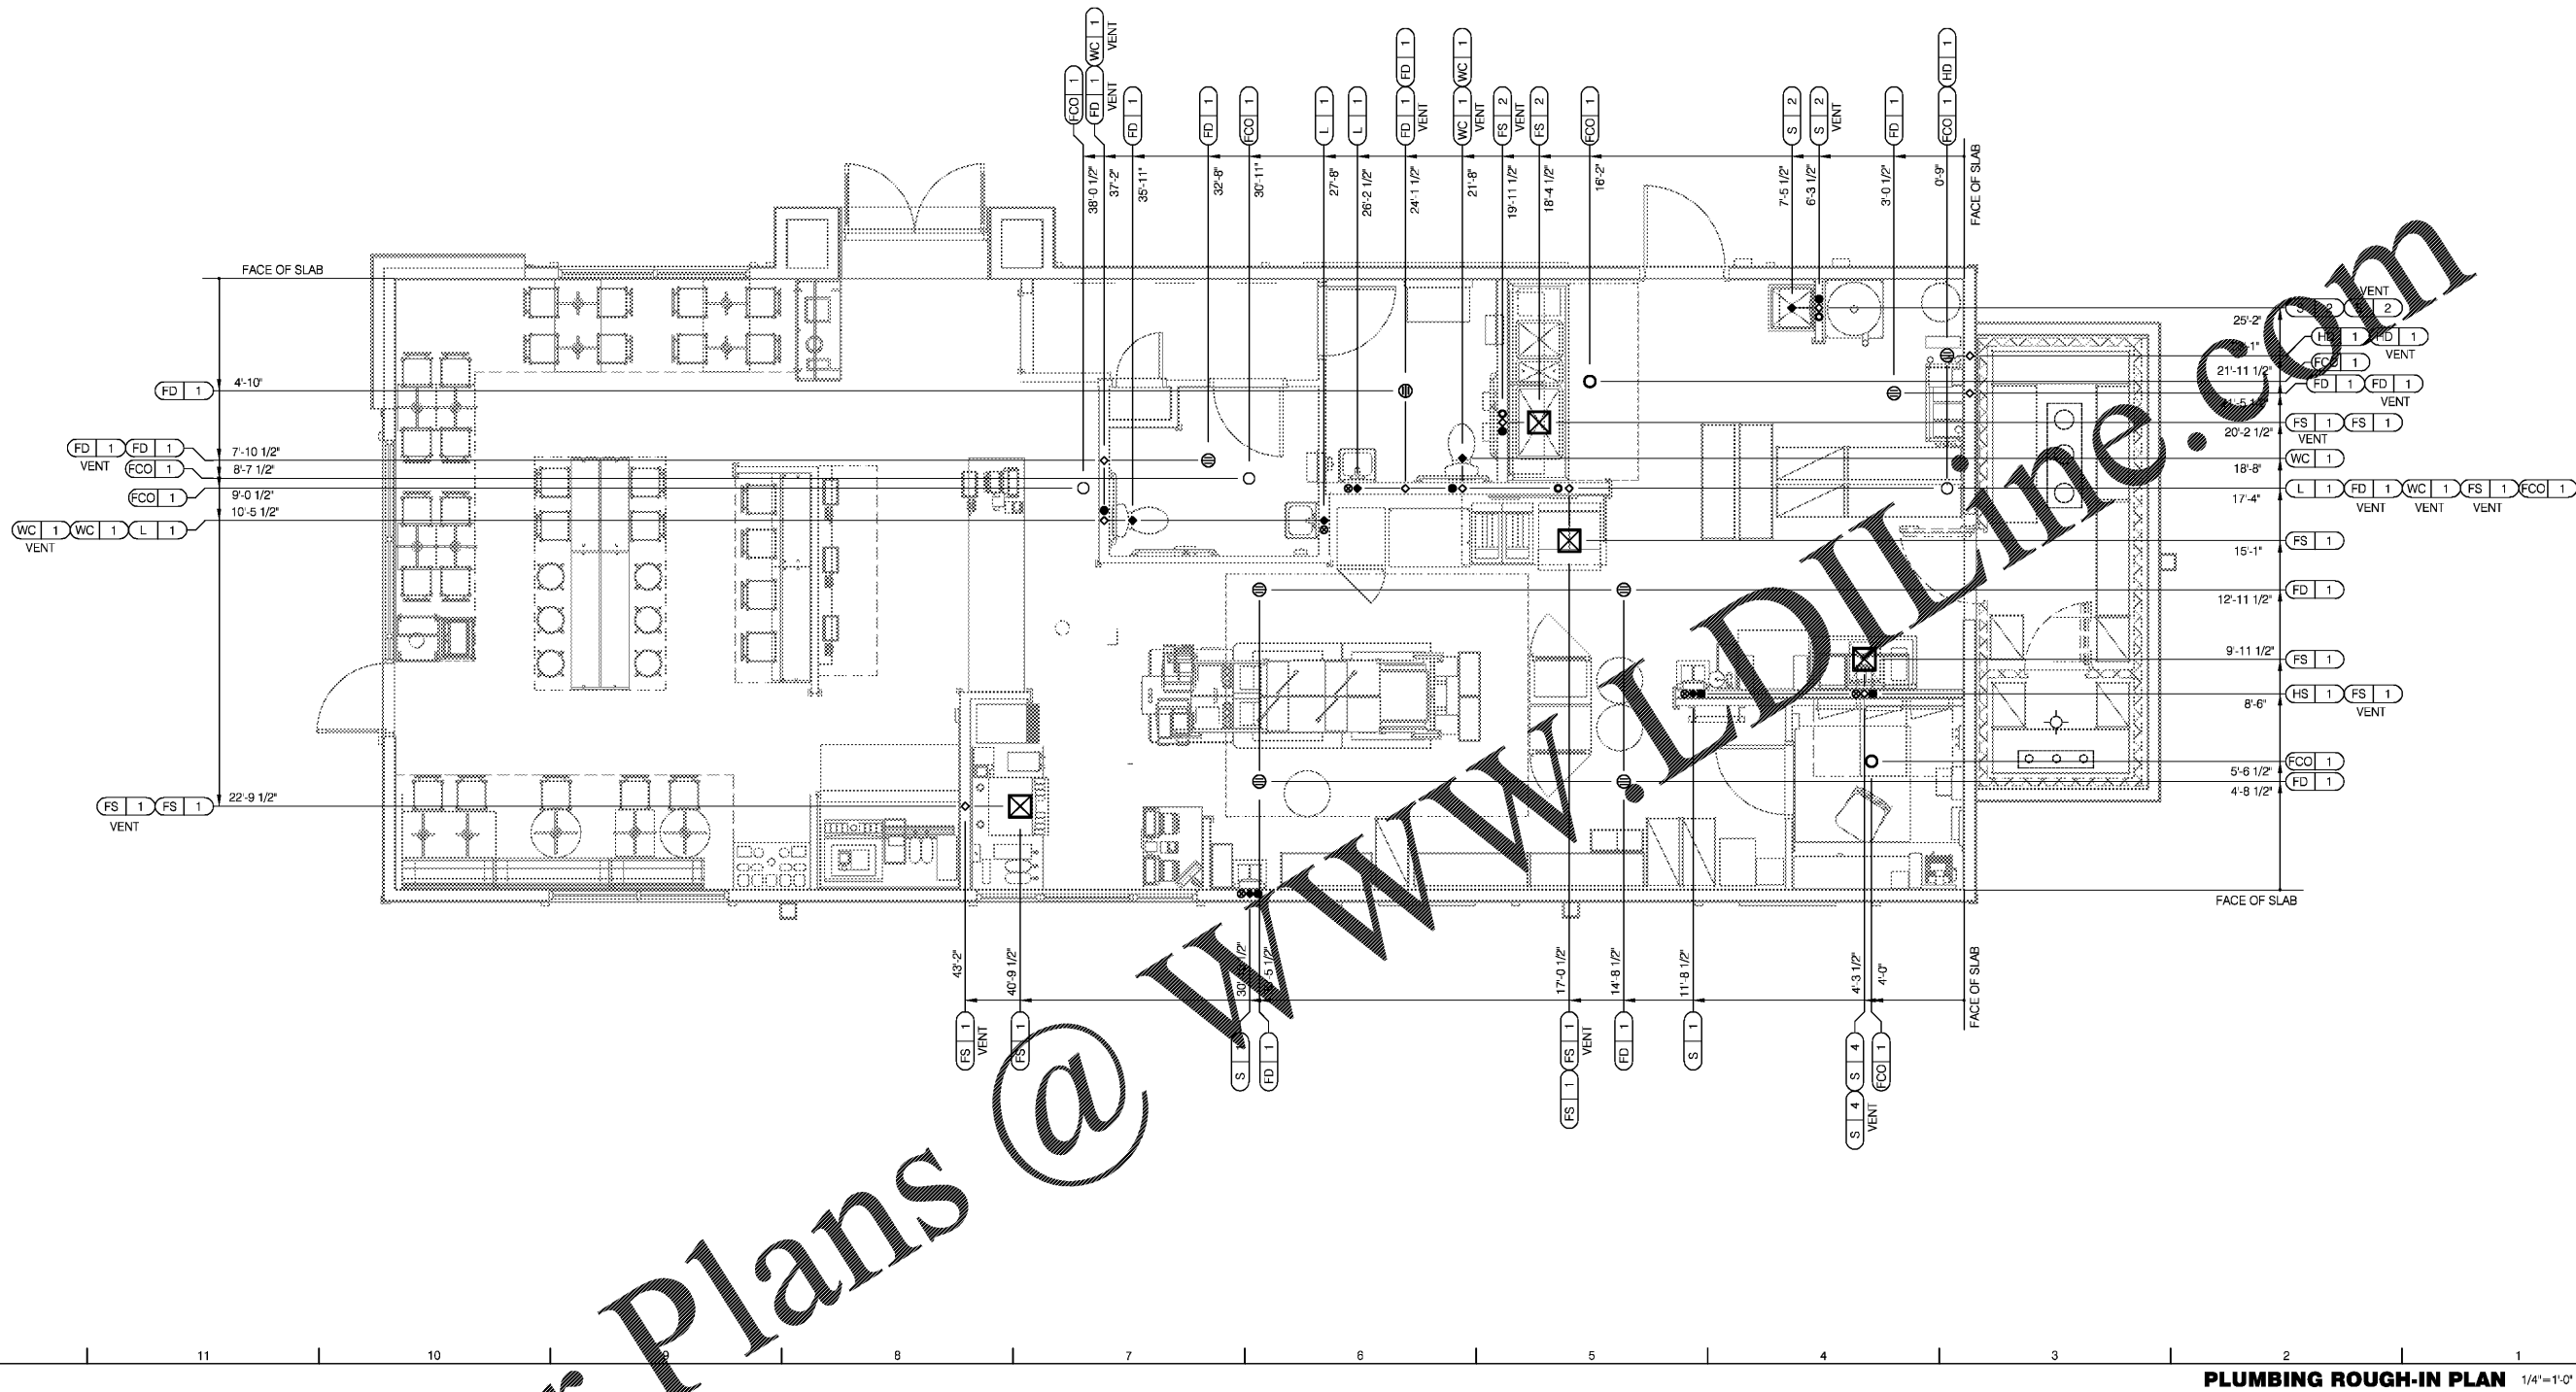 WC 1
VENT
FCO 1
FD 1
VENT
FD 1
FD 1
FCO 1
L 1
L 1
FD 1
FD 1
VENT
WC 1
WC 1
VENT
FS 2
VENT
FS 2
FCO 1
S 2
S 2
VENT
FD 1
HD 1
FCO 1
38'-0 1/2"
37'-2"
35'-11"
32'-8"
30'-11"
27'-8"
26'-2 1/2"
24'-1 1/2"
21'-8"
19'-11 1/2"
18'-4 1/2"
16'-2"
7'-5 1/2"
6'-3 1/2"
3'-0 1/2"
0'-9"
FACE OF SLAB
FACE OF SLAB
FD 1
4'-10"
FD 1 FD 1
VENT
7'-10 1/2"
FCO 1
8'-7 1/2"
FCO 1
9'-0 1/2"
10'-5 1/2"
WC 1 WC 1 L 1
VENT
FS 1 FS 1
VENT
22'-9 1/2"
VENT
2 2
25'-2"
HD 1 HD 1
VENT
1
21'-11 1/2"
FD 1 FD 1
VENT
FS 1 FS 1
VENT
20'-2 1/2"
WC 1
18'-8"
L 1 FD 1 WC 1 FS 1 FCO 1
VENT VENT VENT
17'-4"
FS 1
15'-1"
FD 1
12'-11 1/2"
FS 1
9'-11 1/2"
HS 1 FS 1
VENT
8'-6"
FCO 1
5'-6 1/2"
FD 1
4'-8 1/2"
FACE OF SLAB
43'-2"
40'-9 1/2"
17'-0 1/2"
14'-8 1/2"
11'-8 1/2"
4'-3 1/2"
4'-0"
FACE OF SLAB
FS 1
VENT
FS 1
S
FD 1
FS 1
VENT
FS 1
FD 1
S 1
S 4
S 4
VENT
FCO 1
Plans @ www.LDILine.com
11 10 9 8 7 6 5 4 3 2 1
PLUMBING ROUGH-IN PLAN 1/4"=1'-0"